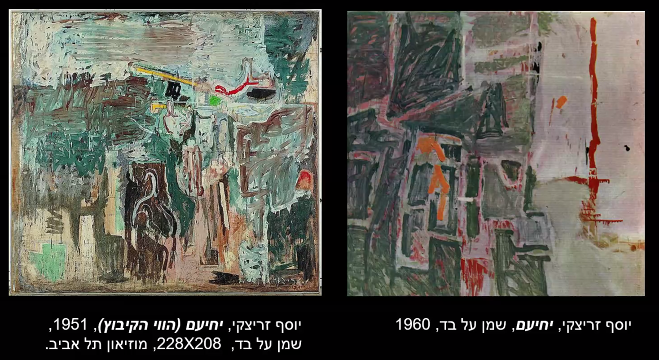 יוסף זריצקי, יחיעם, שמן על בד, 1960
יוסף זריצקי, יחיעם (הווי הקיבוץ), 1951,
שמן על בד, 228X208, מוזיאון תל אביב.